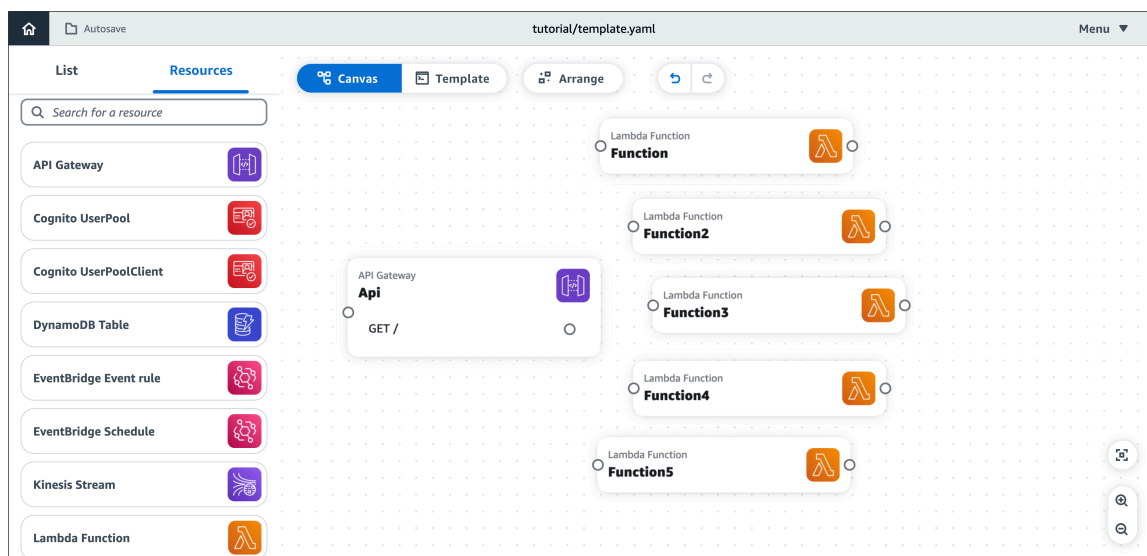 Autosave
tutorial/template.yaml
Menu
List
Resources
Canvas
Template
Arrange
Search for a resource
API Gateway
Cognito UserPool
Cognito UserPoolClient
DynamoDB Table
EventBridge Event rule
EventBridge Schedule
Kinesis Stream
Lambda Function
API Gateway
Api
GET /
Lambda Function
Function
Lambda Function
Function2
Lambda Function
Function3
Lambda Function
Function4
Lambda Function
Function5